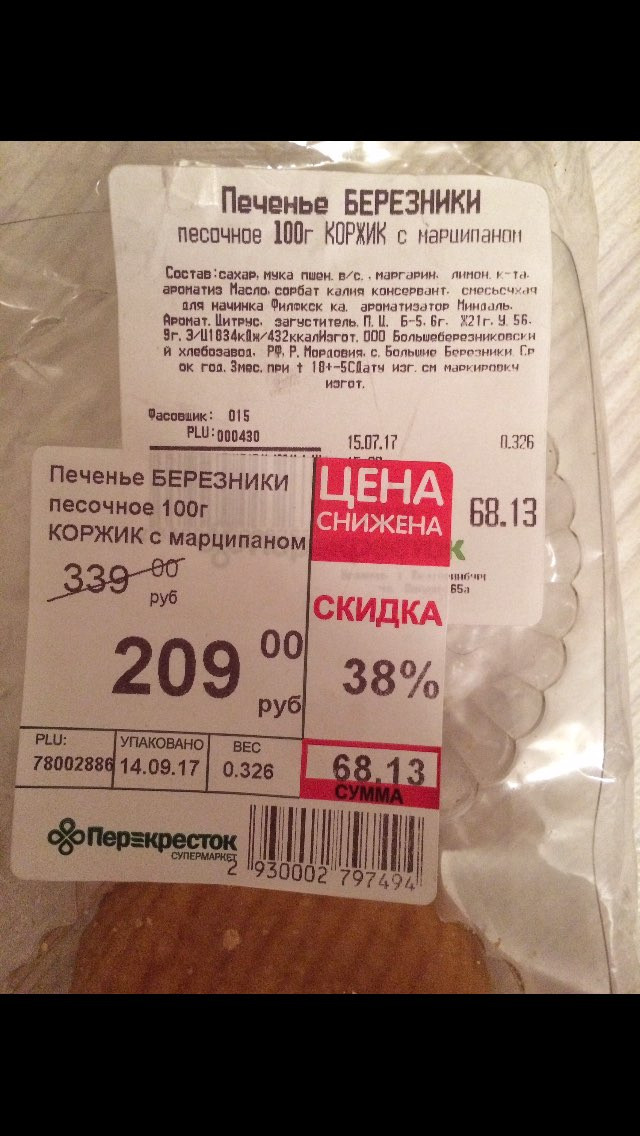 Печенье БЕРЕЗНИКИ
песочное 100г КОРЖИК с марципаном
Состав:сахар, мука пшен. в/с., маргарин, лимон. к-та,
ароматиз Масло, сорбат калия консервант,
для начинка ка, ароматизатор Миндаль,
Аромат. Цитрус, загуститель. П. Ц. Б-5, 6г. Ж21г. У. 56.
9г. Э/Ц1834кДж/432ккалИзгот. ООО Большеберезниковски
й хлебозавод, РФ, Р. Мордовия, с. Большие Березники. Ср
ок год. 3мес. при t 18+-5СДату изг. см маркировку
изгот.
Фасовщик: 015
PLU:000430
15.07.17 0.326
68.13
65а
Печенье БЕРЕЗНИКИ
песочное 100г
КОРЖИК с марципаном
339 00
руб
209 00
руб
ЦЕНА
СНИЖЕНА
СКИДКА
38%
PLU:
78002886
УПАКОВАНО
14.09.17
ВЕС
0.326
68.13
СУММА
Перекресток
СУПЕРМАРКЕТ
2 930002 797494